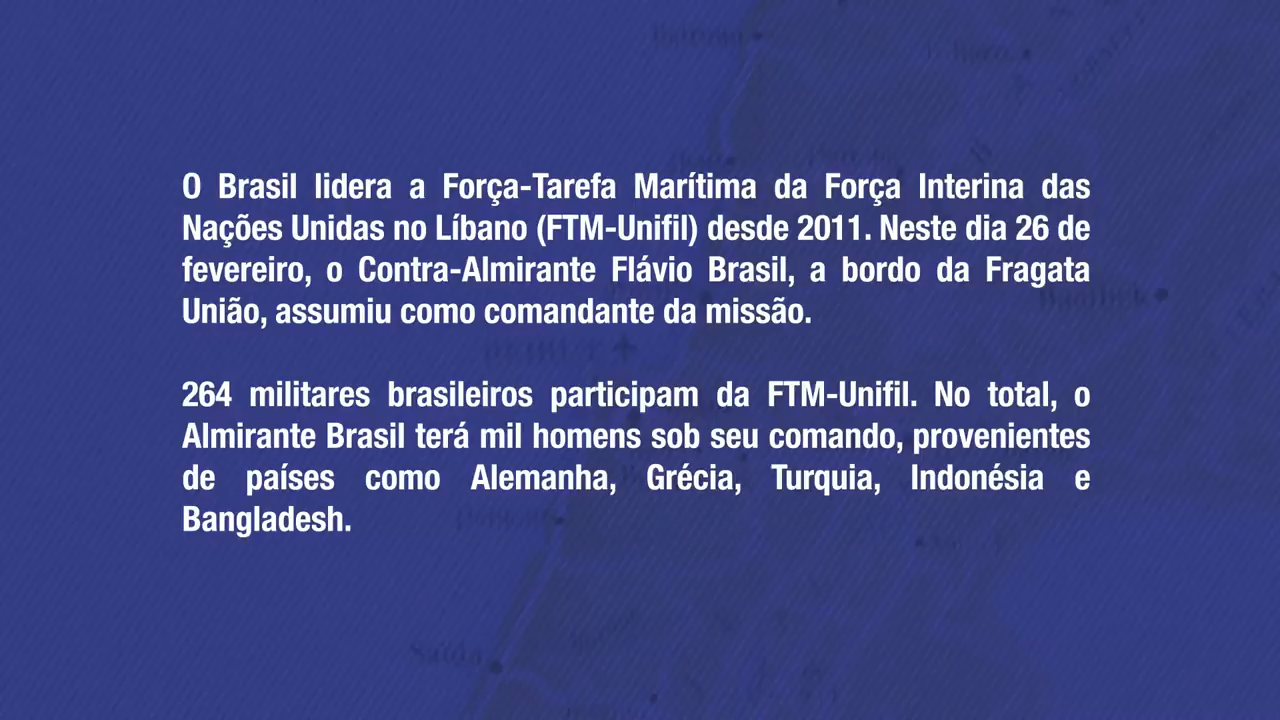 O Brasil lidera a Força-Tarefa Marítima da Força Interina das
Nações Unidas no Líbano (FTM-Unifil) desde 2011. Neste dia 26 de
fevereiro, o Contra-Almirante Flávio Brasil, a bordo da Fragata
União, assumiu como comandante da missão.
264 militares brasileiros participam da FTM-Unifil. No total, o
Almirante Brasil terá mil homens sob seu comando, provenientes
de países como Alemanha, Grécia, Turquia, Indonésia e
Bangladesh.
Saída